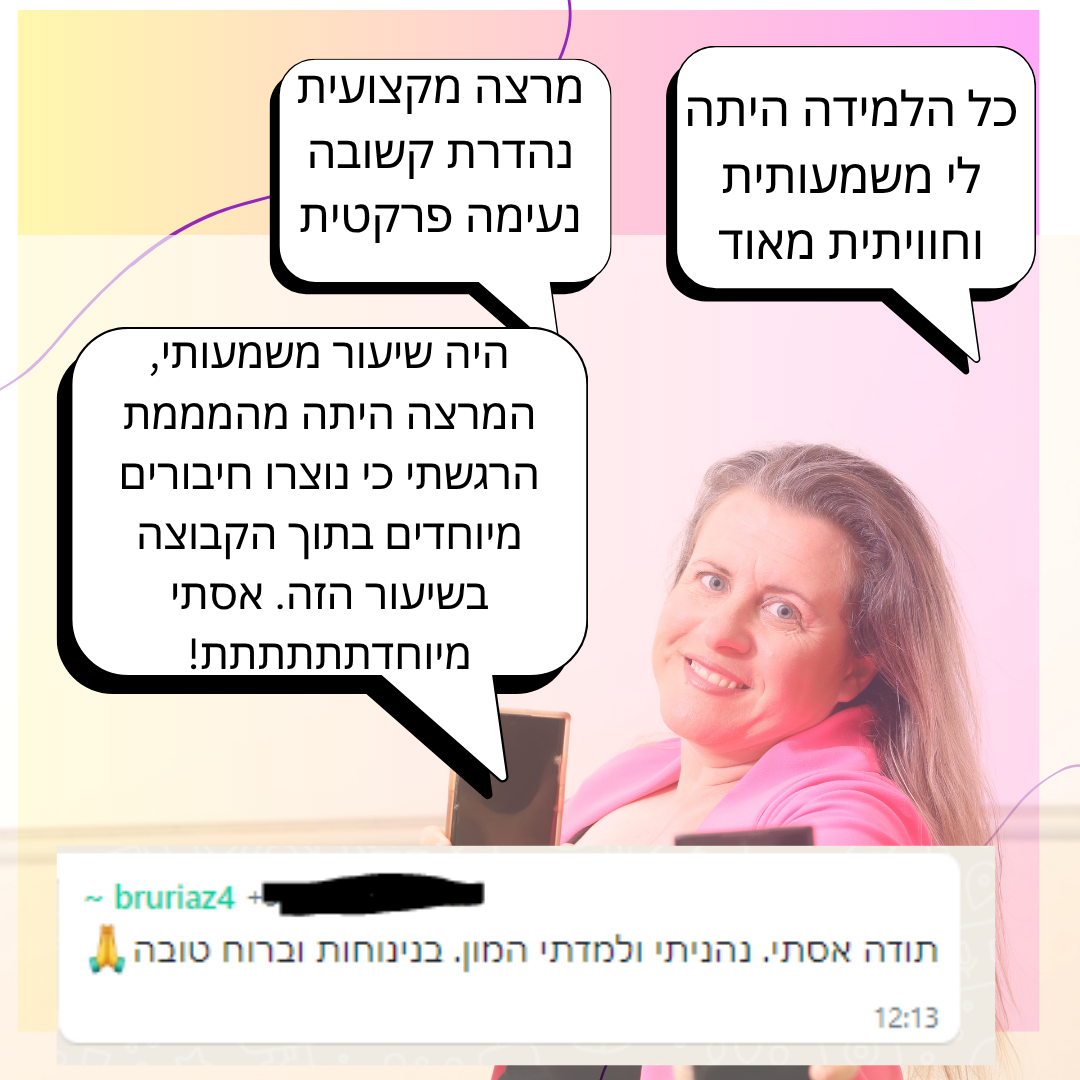 כל הלמידה היתה
לי משמעותית
וחוויתית מאוד
מרצה מקצועית
נהדרת קשובה
נעימה פרקטית
היה שיעור משמעותי,
המרצה היתה מהמממת
הרגשתי כי נוצרו חיבורים
מיוחדים בתוך הקבוצה
בשיעור הזה. אסתי
מיוחדתתתתתת!
~ bruriaz4 +
תודה אסתי. נהניתי ולמדתי המון. בנינוחות וברוח טובה🙏
12:13